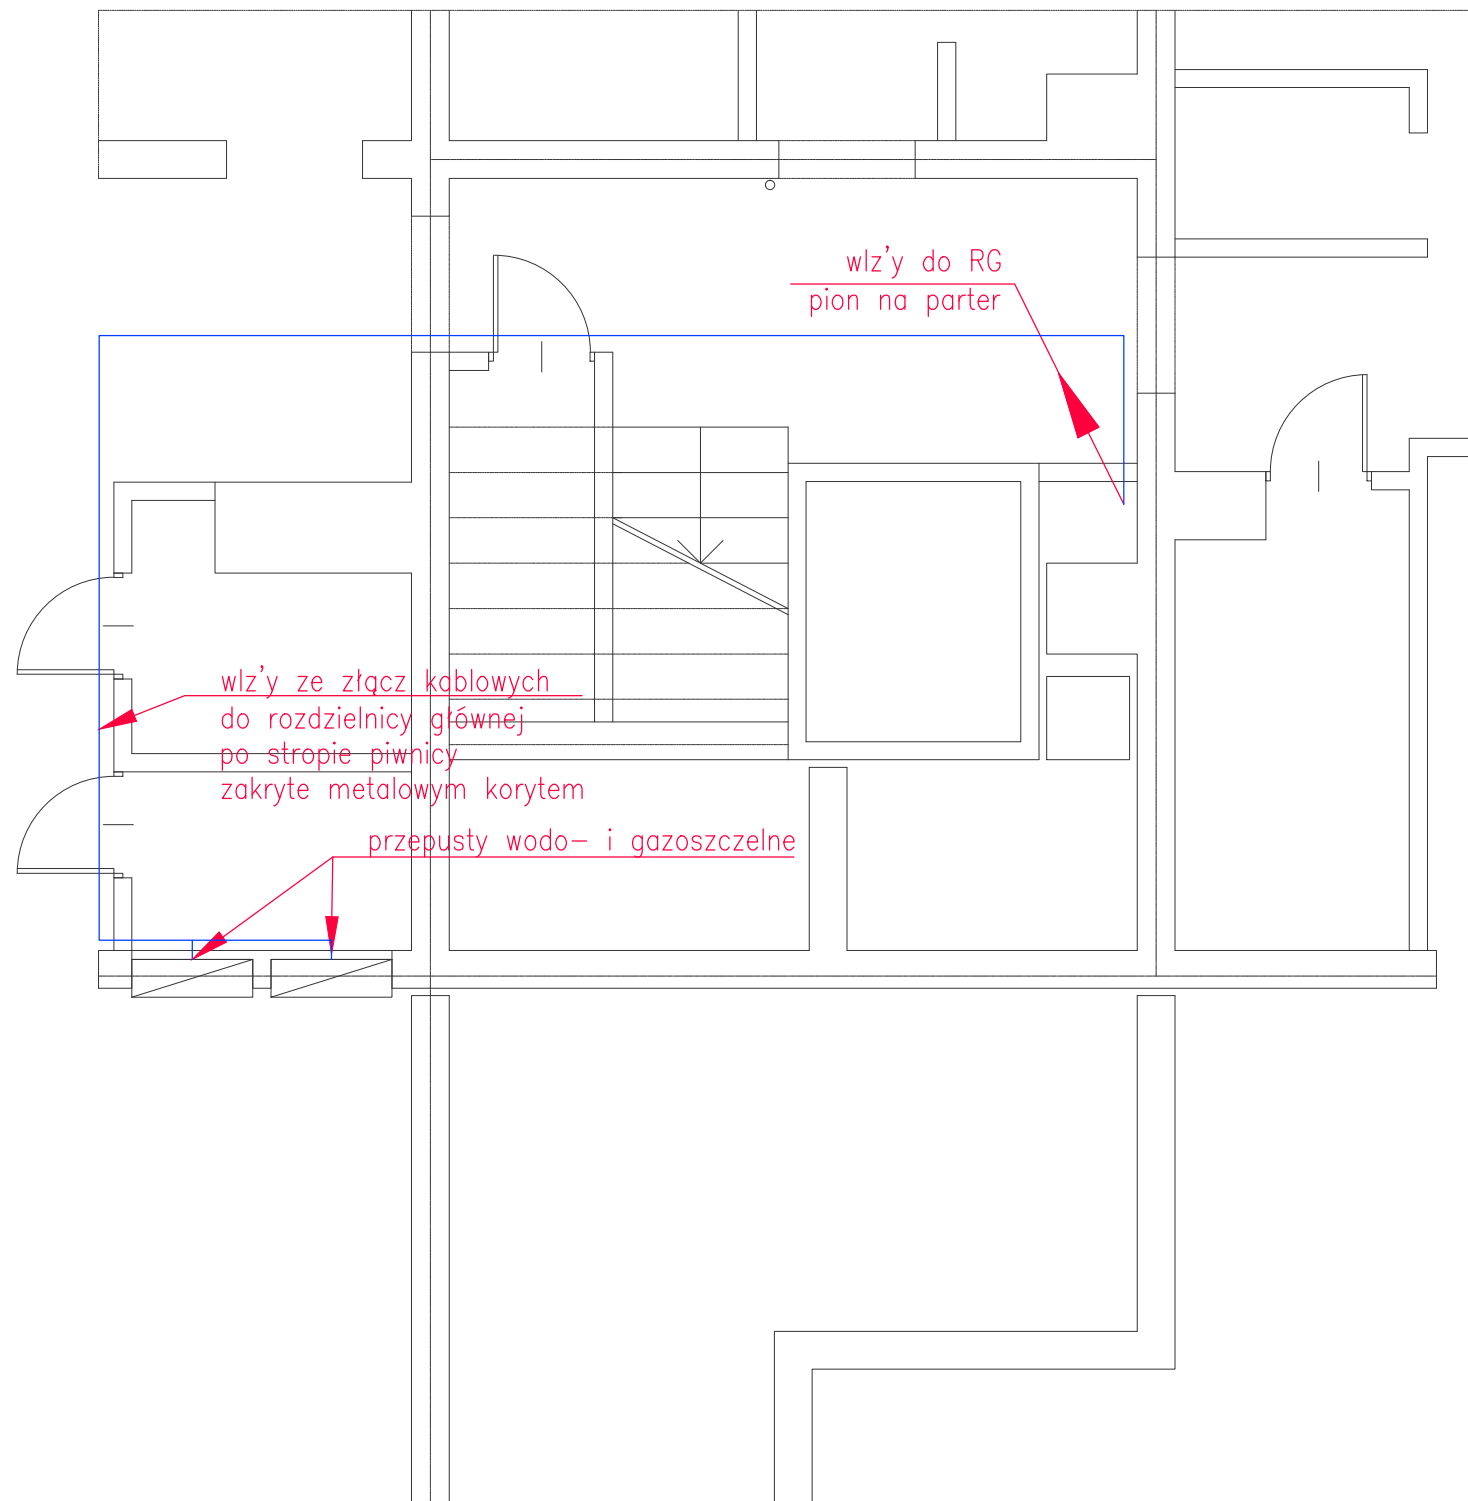 wlz'y do RG
pion na parter
wlz'y ze złącz kablowych
do rozdzielnicy głównej
po stropie piwnicy
zakryte metalowym korytem
przepusty wodo- i gazoszczelne